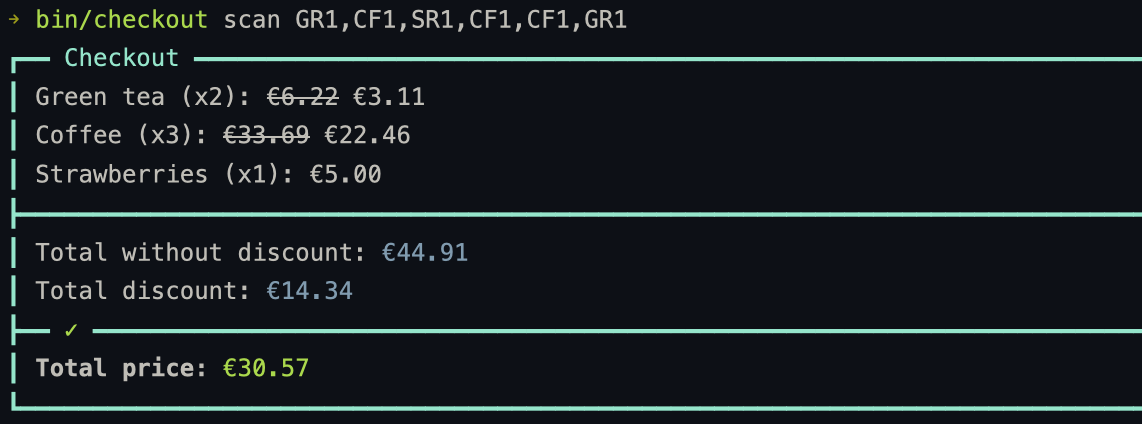 → bin/checkout scan GR1,CF1,SR1,CF1,CF1,GR1
Checkout
Green tea (x2): €6.22 €3.11
Coffee (x3): €33.69 €22.46
Strawberries (x1): €5.00
Total without discount: €44.91
Total discount: €14.34
✓
Total price: €30.57